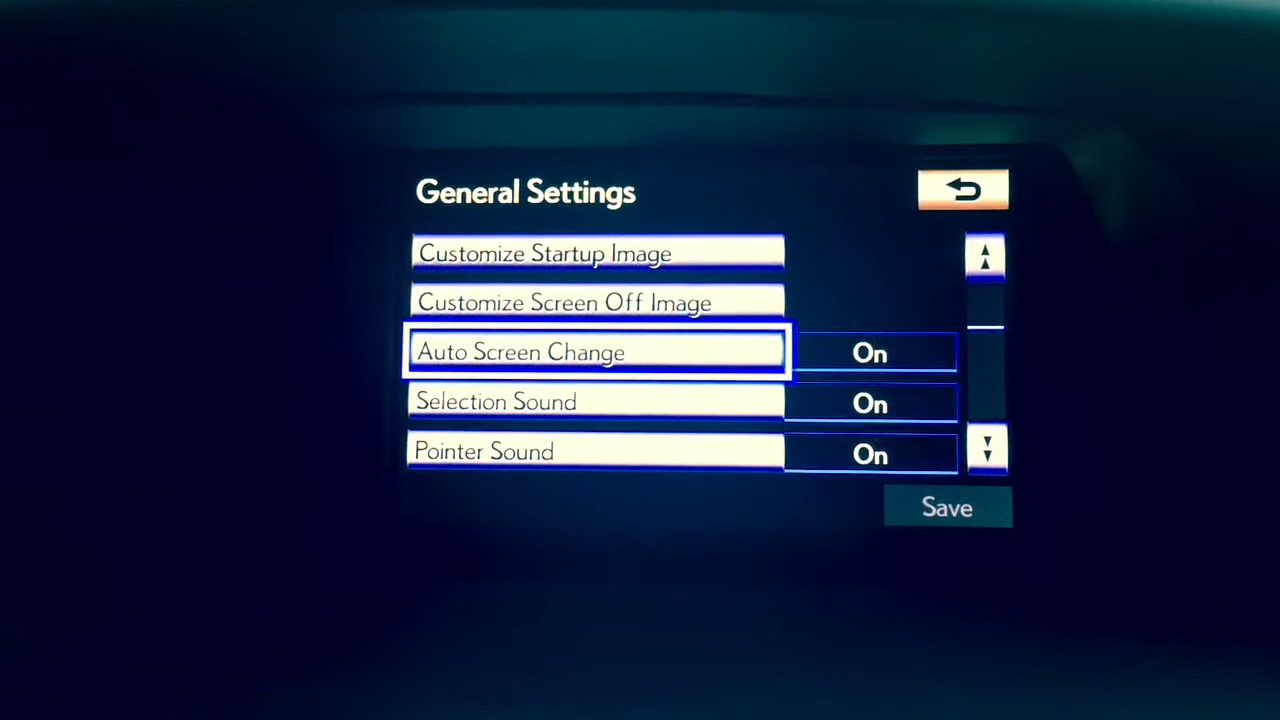 General Settings
Customize Startup Image
Customize Screen Off Image
Auto Screen Change On
Selection Sound On
Pointer Sound On
Save